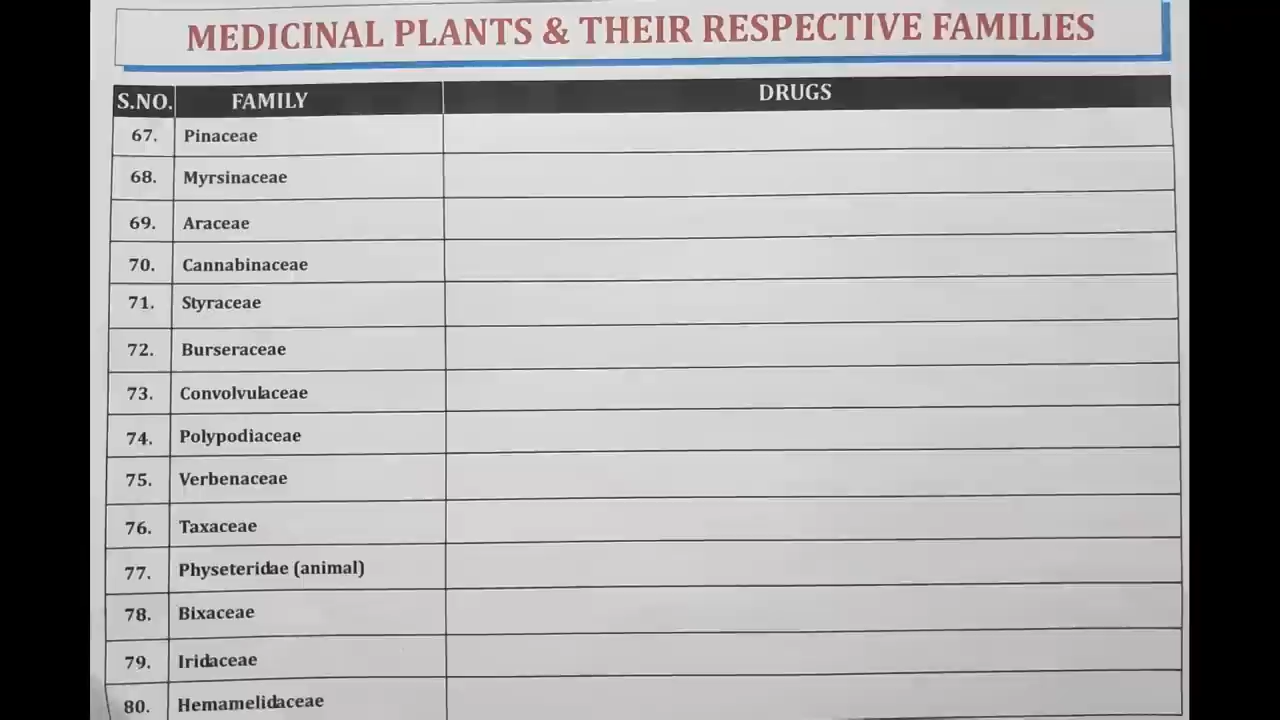 MEDICINAL PLANTS & THEIR RESPECTIVE FAMILIES
S.NO. FAMILY DRUGS
67. Pinaceae
68. Myrsinaceae
69. Araceae
70. Cannabinaceae
71. Styraceae
72. Burseraceae
73. Convolvulaceae
74. Polypodiaceae
75. Verbenaceae
76. Taxaceae
77. Physeteridae (animal)
78. Bixaceae
79. Iridaceae
80. Hemamelidaceae